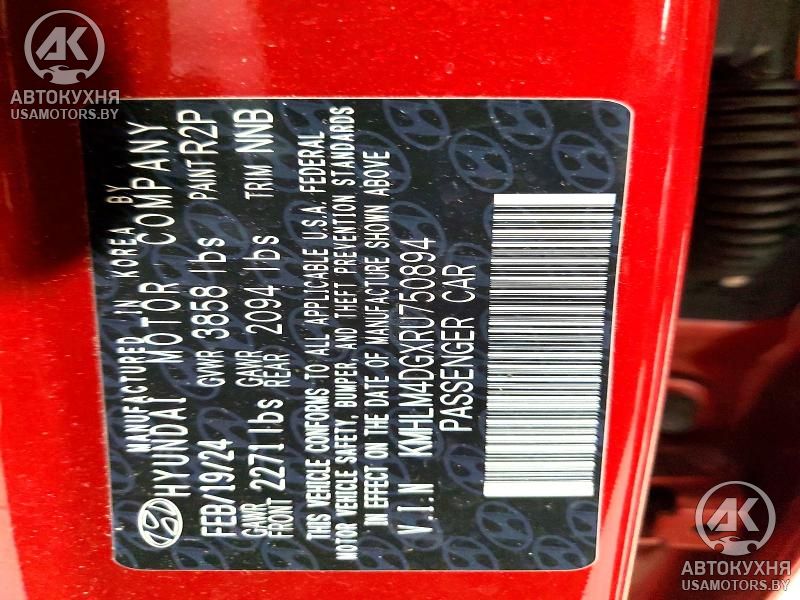 AK
АВТОКУХНЯ
USAMOTORS.BY
MANUFACTURED IN KOREA BY
HYUNDAI MOTOR COMPANY
FEB/19/24 GVWR 3858 lbs PAINT R2P
GAWR FRONT 2271 lbs GAWR REAR 2094 lbs TRIM NNB
THIS VEHICLE CONFORMS TO ALL APPLICABLE U.S.A. FEDERAL
MOTOR VEHICLE SAFETY, BUMPER, AND THEFT PREVENTION STANDARDS
IN EFFECT ON THE DATE OF MANUFACTURE SHOWN ABOVE
V.I.N KMHLM4DGXRU750894
PASSENGER CAR
AK
АВТОКУХНЯ
USAMOTORS.BY